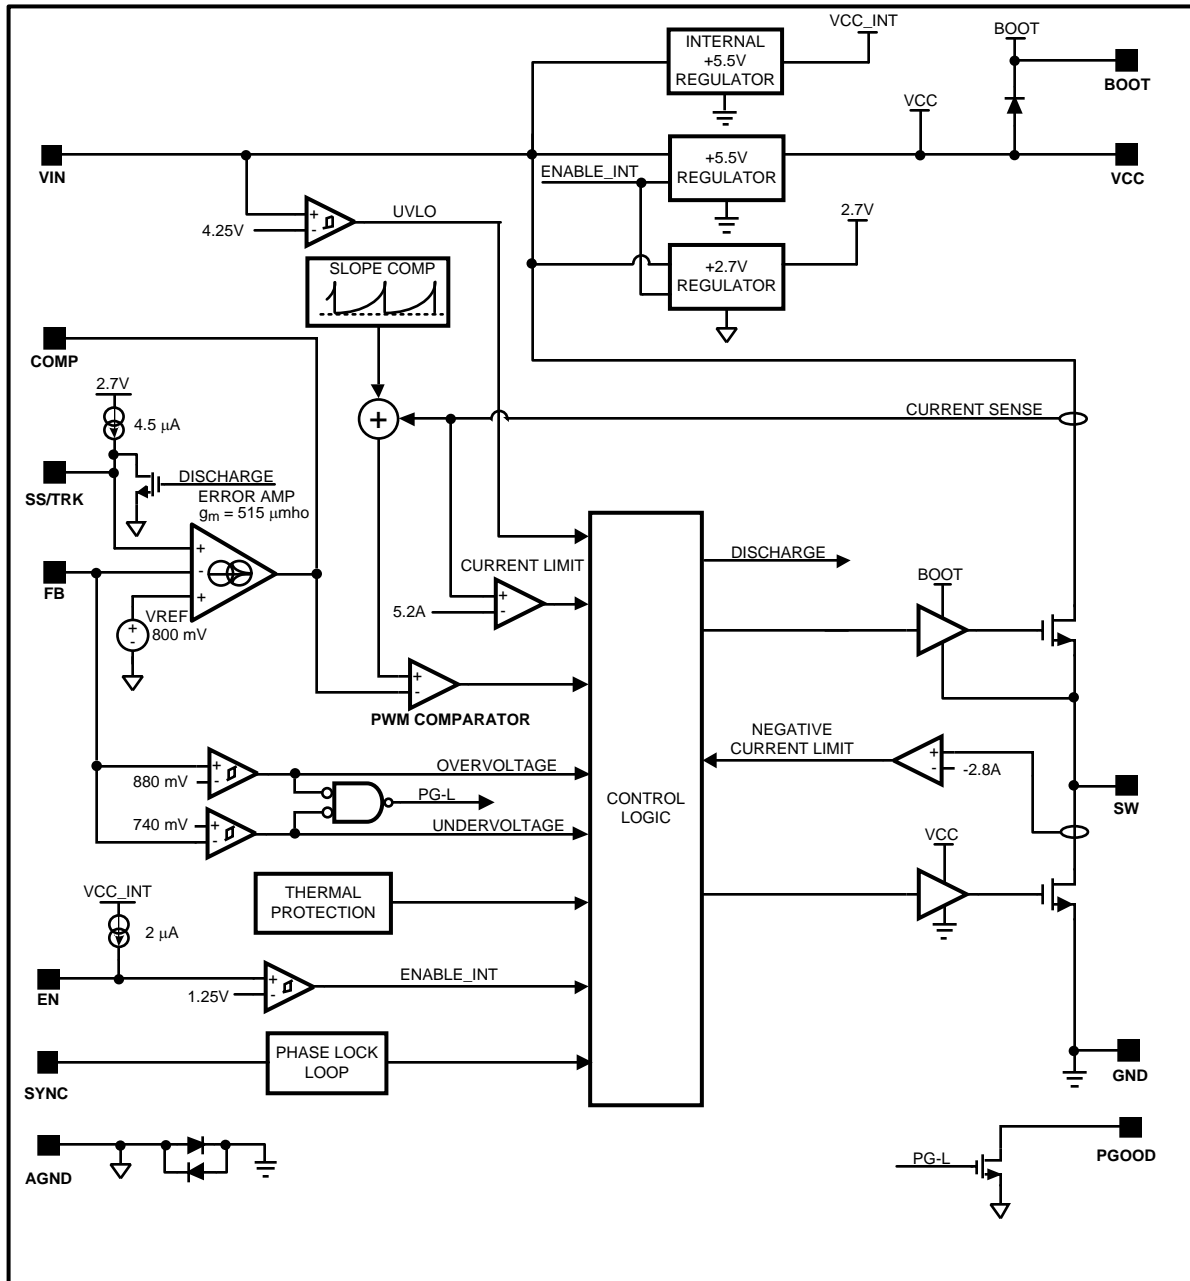 VCC_INT
BOOT
INTERNAL
+5.5V
REGULATOR
BOOT
VCC
VIN
+5.5V
REGULATOR
ENABLE_INT
VCC
UVLO
+
-
4.25V
2.7V
+2.7V
REGULATOR
SLOPE COMP
COMP
2.7V
4.5 µA
+
CURRENT SENSE
SS/TRK
DISCHARGE
ERROR AMP
gm = 515 µmho
+
-
+
FB
VREF
800 mV
+
-
CURRENT LIMIT
5.2A
+
-
DISCHARGE
BOOT
+
-
PWM COMPARATOR
NEGATIVE
CURRENT LIMIT
+
-
-2.8A
OVERVOLTAGE
+
-
880 mV
PG-L
CONTROL
LOGIC
SW
740 mV
+
-
UNDERVOLTAGE
VCC
THERMAL
PROTECTION
VCC_INT
2 µA
EN
+
-
1.25V
ENABLE_INT
SYNC
PHASE LOCK
LOOP
GND
AGND
PG-L
PGOOD